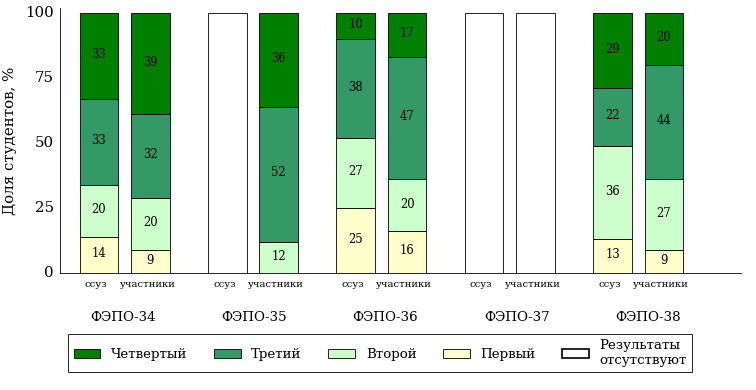 Доля студентов, %
100
75
50
25
0
33 39 36 10 17 29 20
33 32 52 38 47 22 44
20 20 12 27 20 36 27
14 9 25 16 13 9
ссуз участники ссуз участники ссуз участники ссуз участники ссуз участники
ФЭПО-34 ФЭПО-35 ФЭПО-36 ФЭПО-37 ФЭПО-38
Четвертый Третий Второй Первый Результаты
отсутствуют